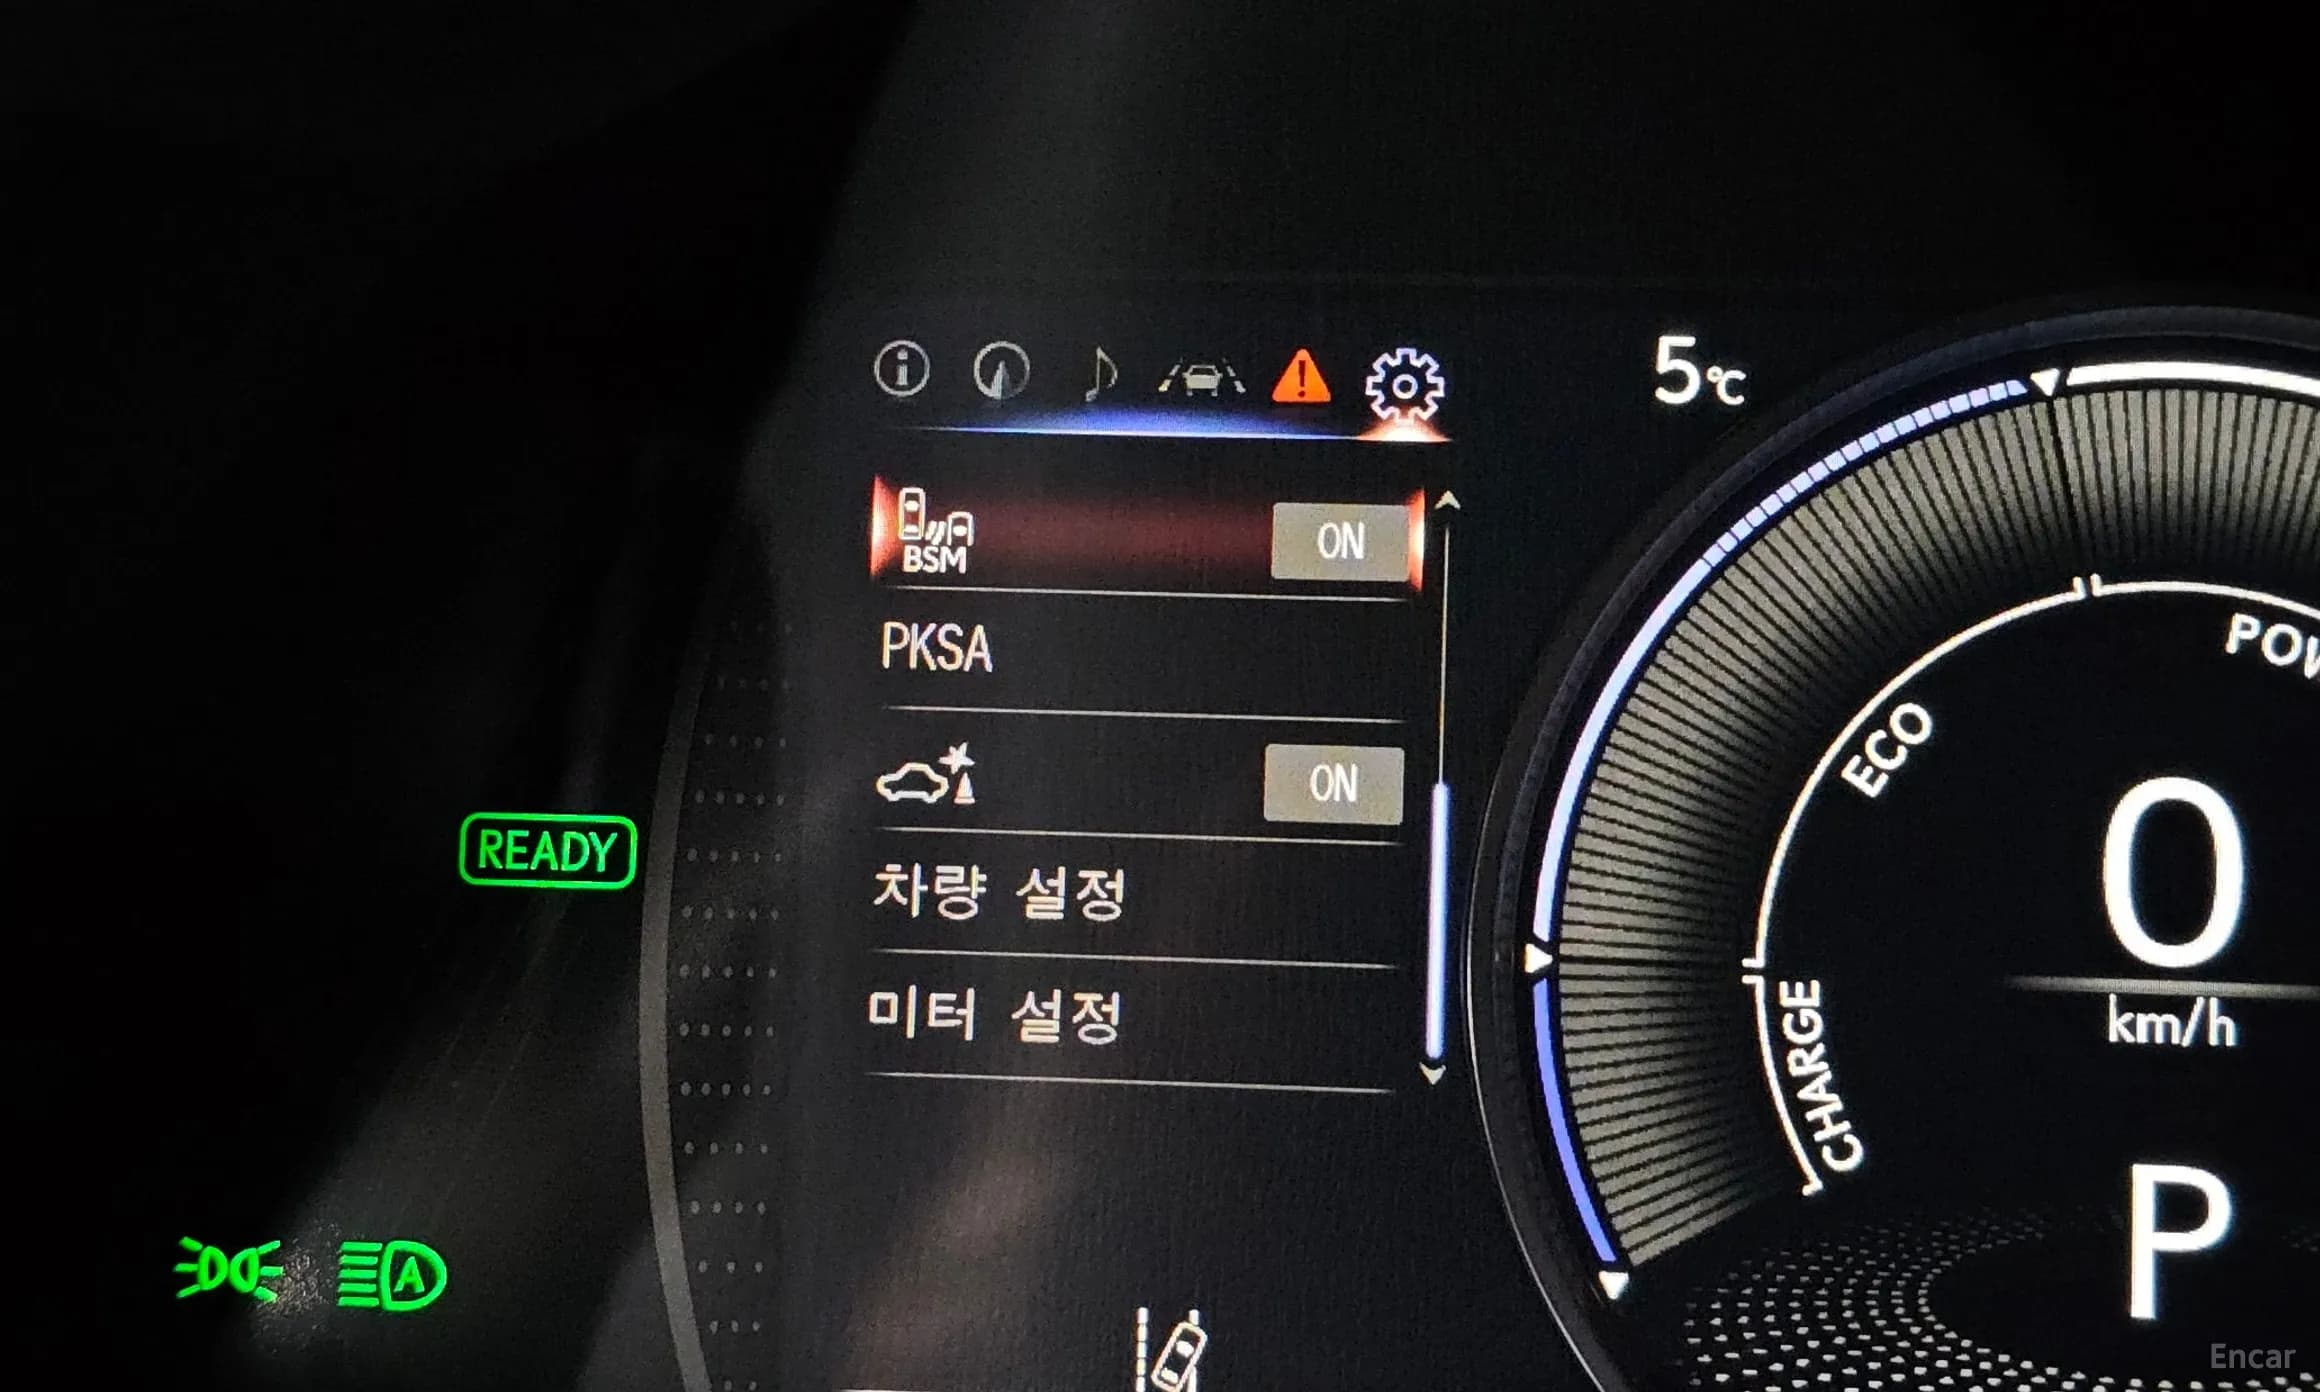 5℃
BSM ON
PKSA
ON
차량 설정
미터 설정
READY
A
POW
ECO
CHARGE
0
km/h
P
Encar